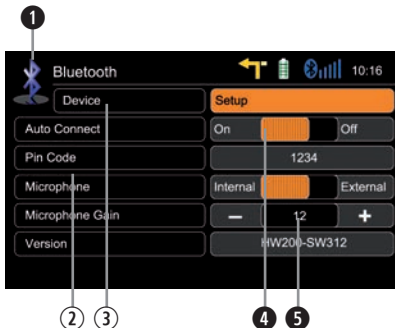 1
Bluetooth 10:16
Device Setup
Auto Connect On Off
Pin Code 1234
Microphone Internal External
Microphone Gain − 12 +
Version HW200-SW312
2 3 4 5